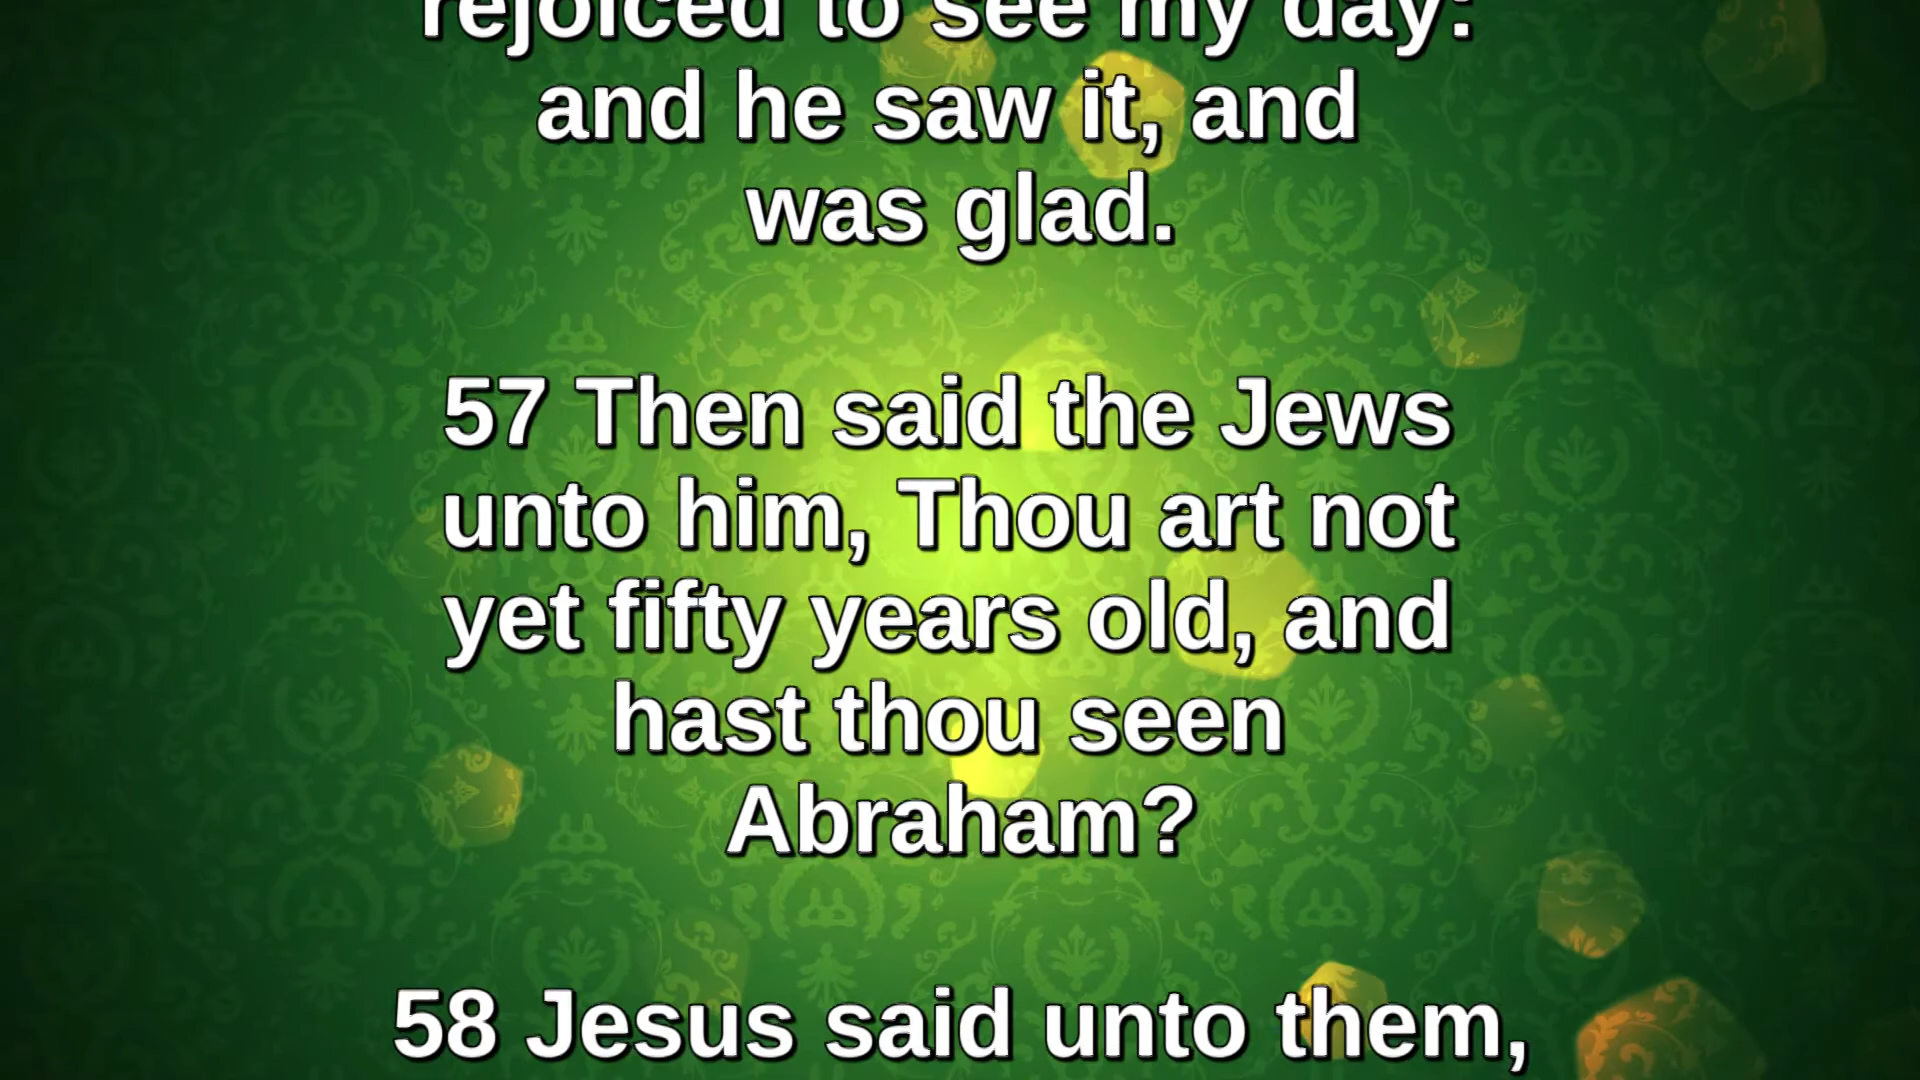 rejoiced to see my day:
and he saw it, and
was glad.
57 Then said the Jews
unto him, Thou art not
yet fifty years old, and
hast thou seen
Abraham?
58 Jesus said unto them,